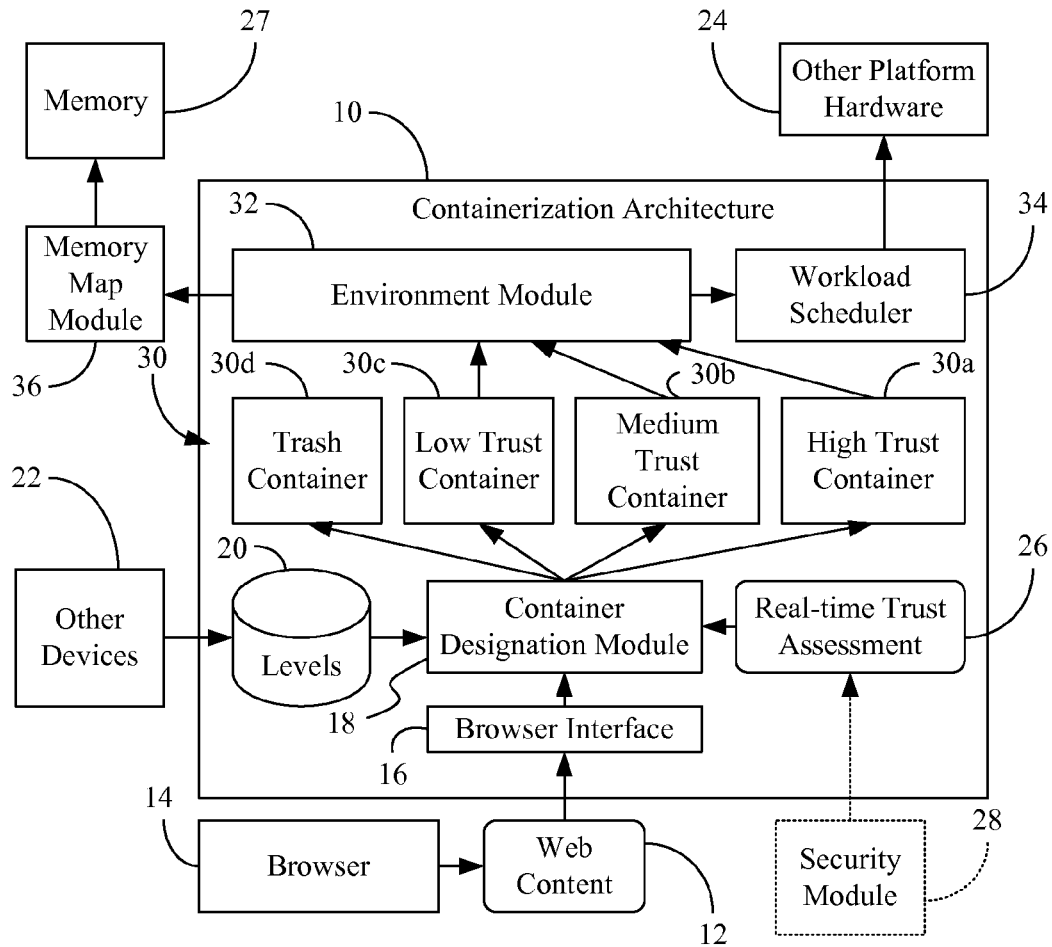 27
24
Memory
Other Platform
Hardware
10
Containerization Architecture
32
34
Memory
Map
Module
Environment Module
Workload
Scheduler
30
30d
30c
30b
30a
36
Trash
Container
Low Trust
Container
Medium
Trust
Container
High Trust
Container
22
20
26
Other
Devices
Levels
Container
Designation Module
Real-time Trust
Assessment
18
Browser Interface
16
14
28
Browser
Web
Content
Security
Module
12